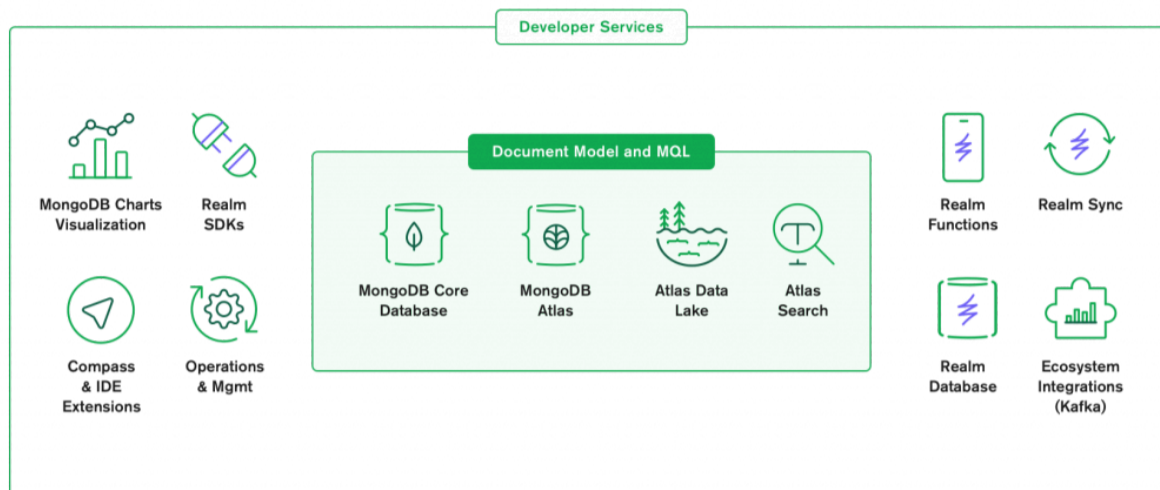 Developer Services
Document Model and MQL
MongoDB Charts
Visualization
Realm
SDKs
Compass
& IDE
Extensions
Operations
& Mgmt
MongoDB Core
Database
MongoDB
Atlas
Atlas Data
Lake
Atlas
Search
Realm
Functions
Realm Sync
Realm
Database
Ecosystem
Integrations
(Kafka)